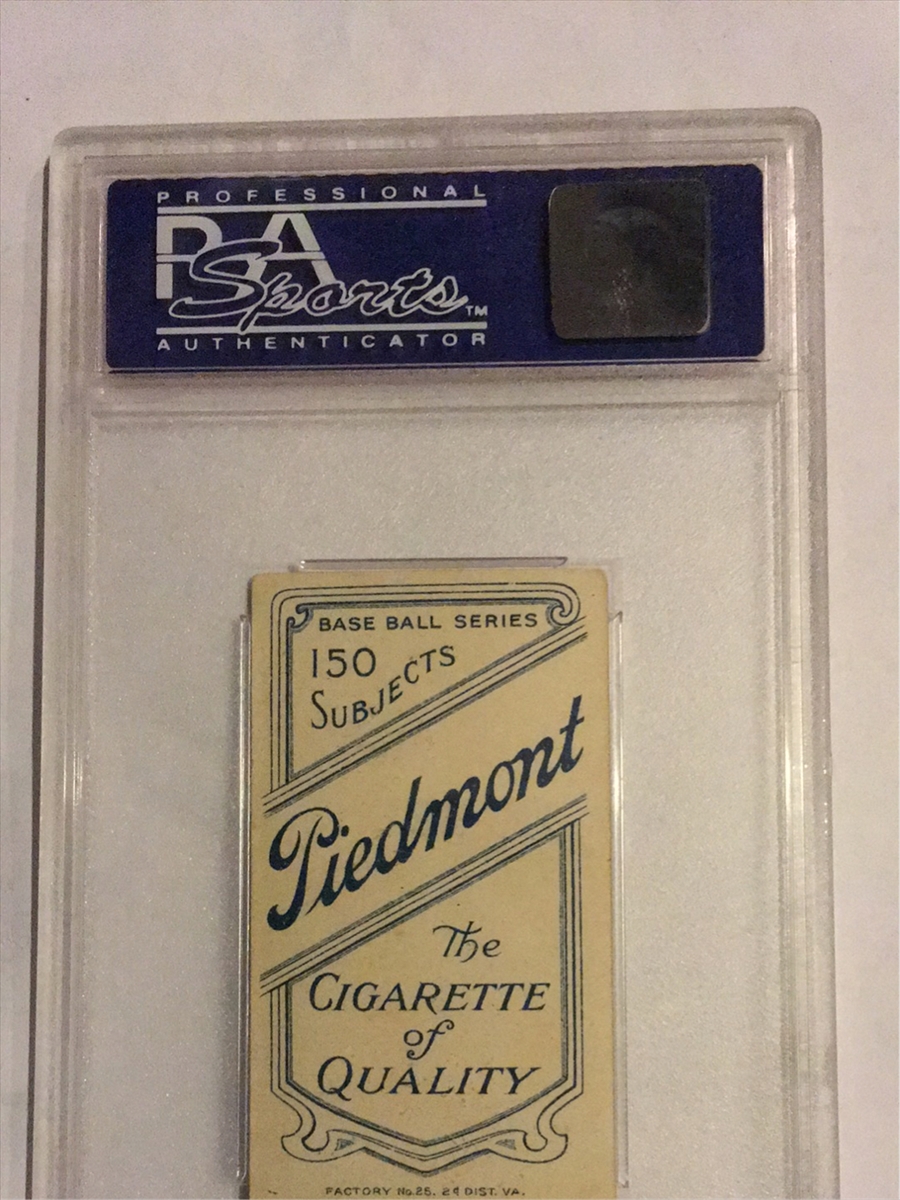 PROFESSIONAL
PSA
Sports™
AUTHENTICATOR
BASE BALL SERIES
150
SUBJECTS
Piedmont
The
CIGARETTE
of
QUALITY
FACTORY No.25, 2d DIST. VA.